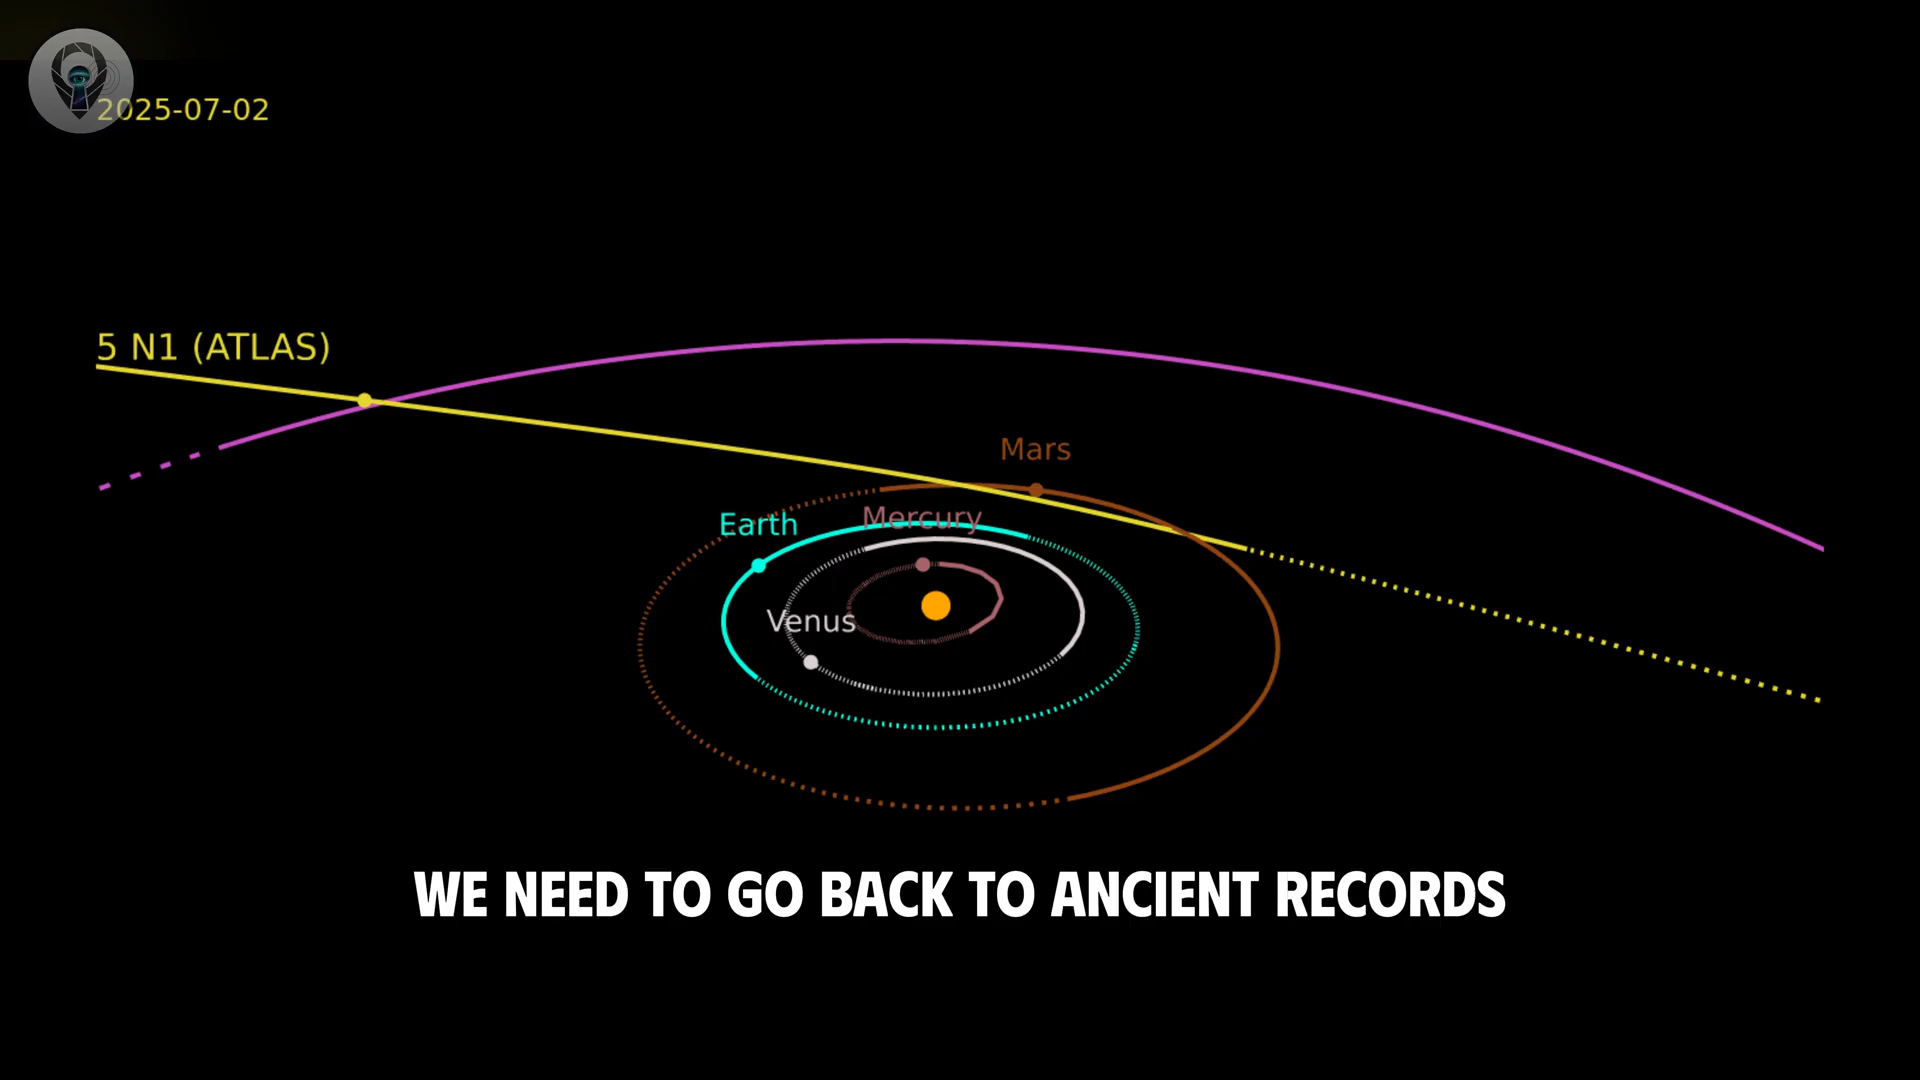 2025-07-02
5 N1 (ATLAS)
Mars
Earth
Mercury
Venus
WE NEED TO GO BACK TO ANCIENT RECORDS